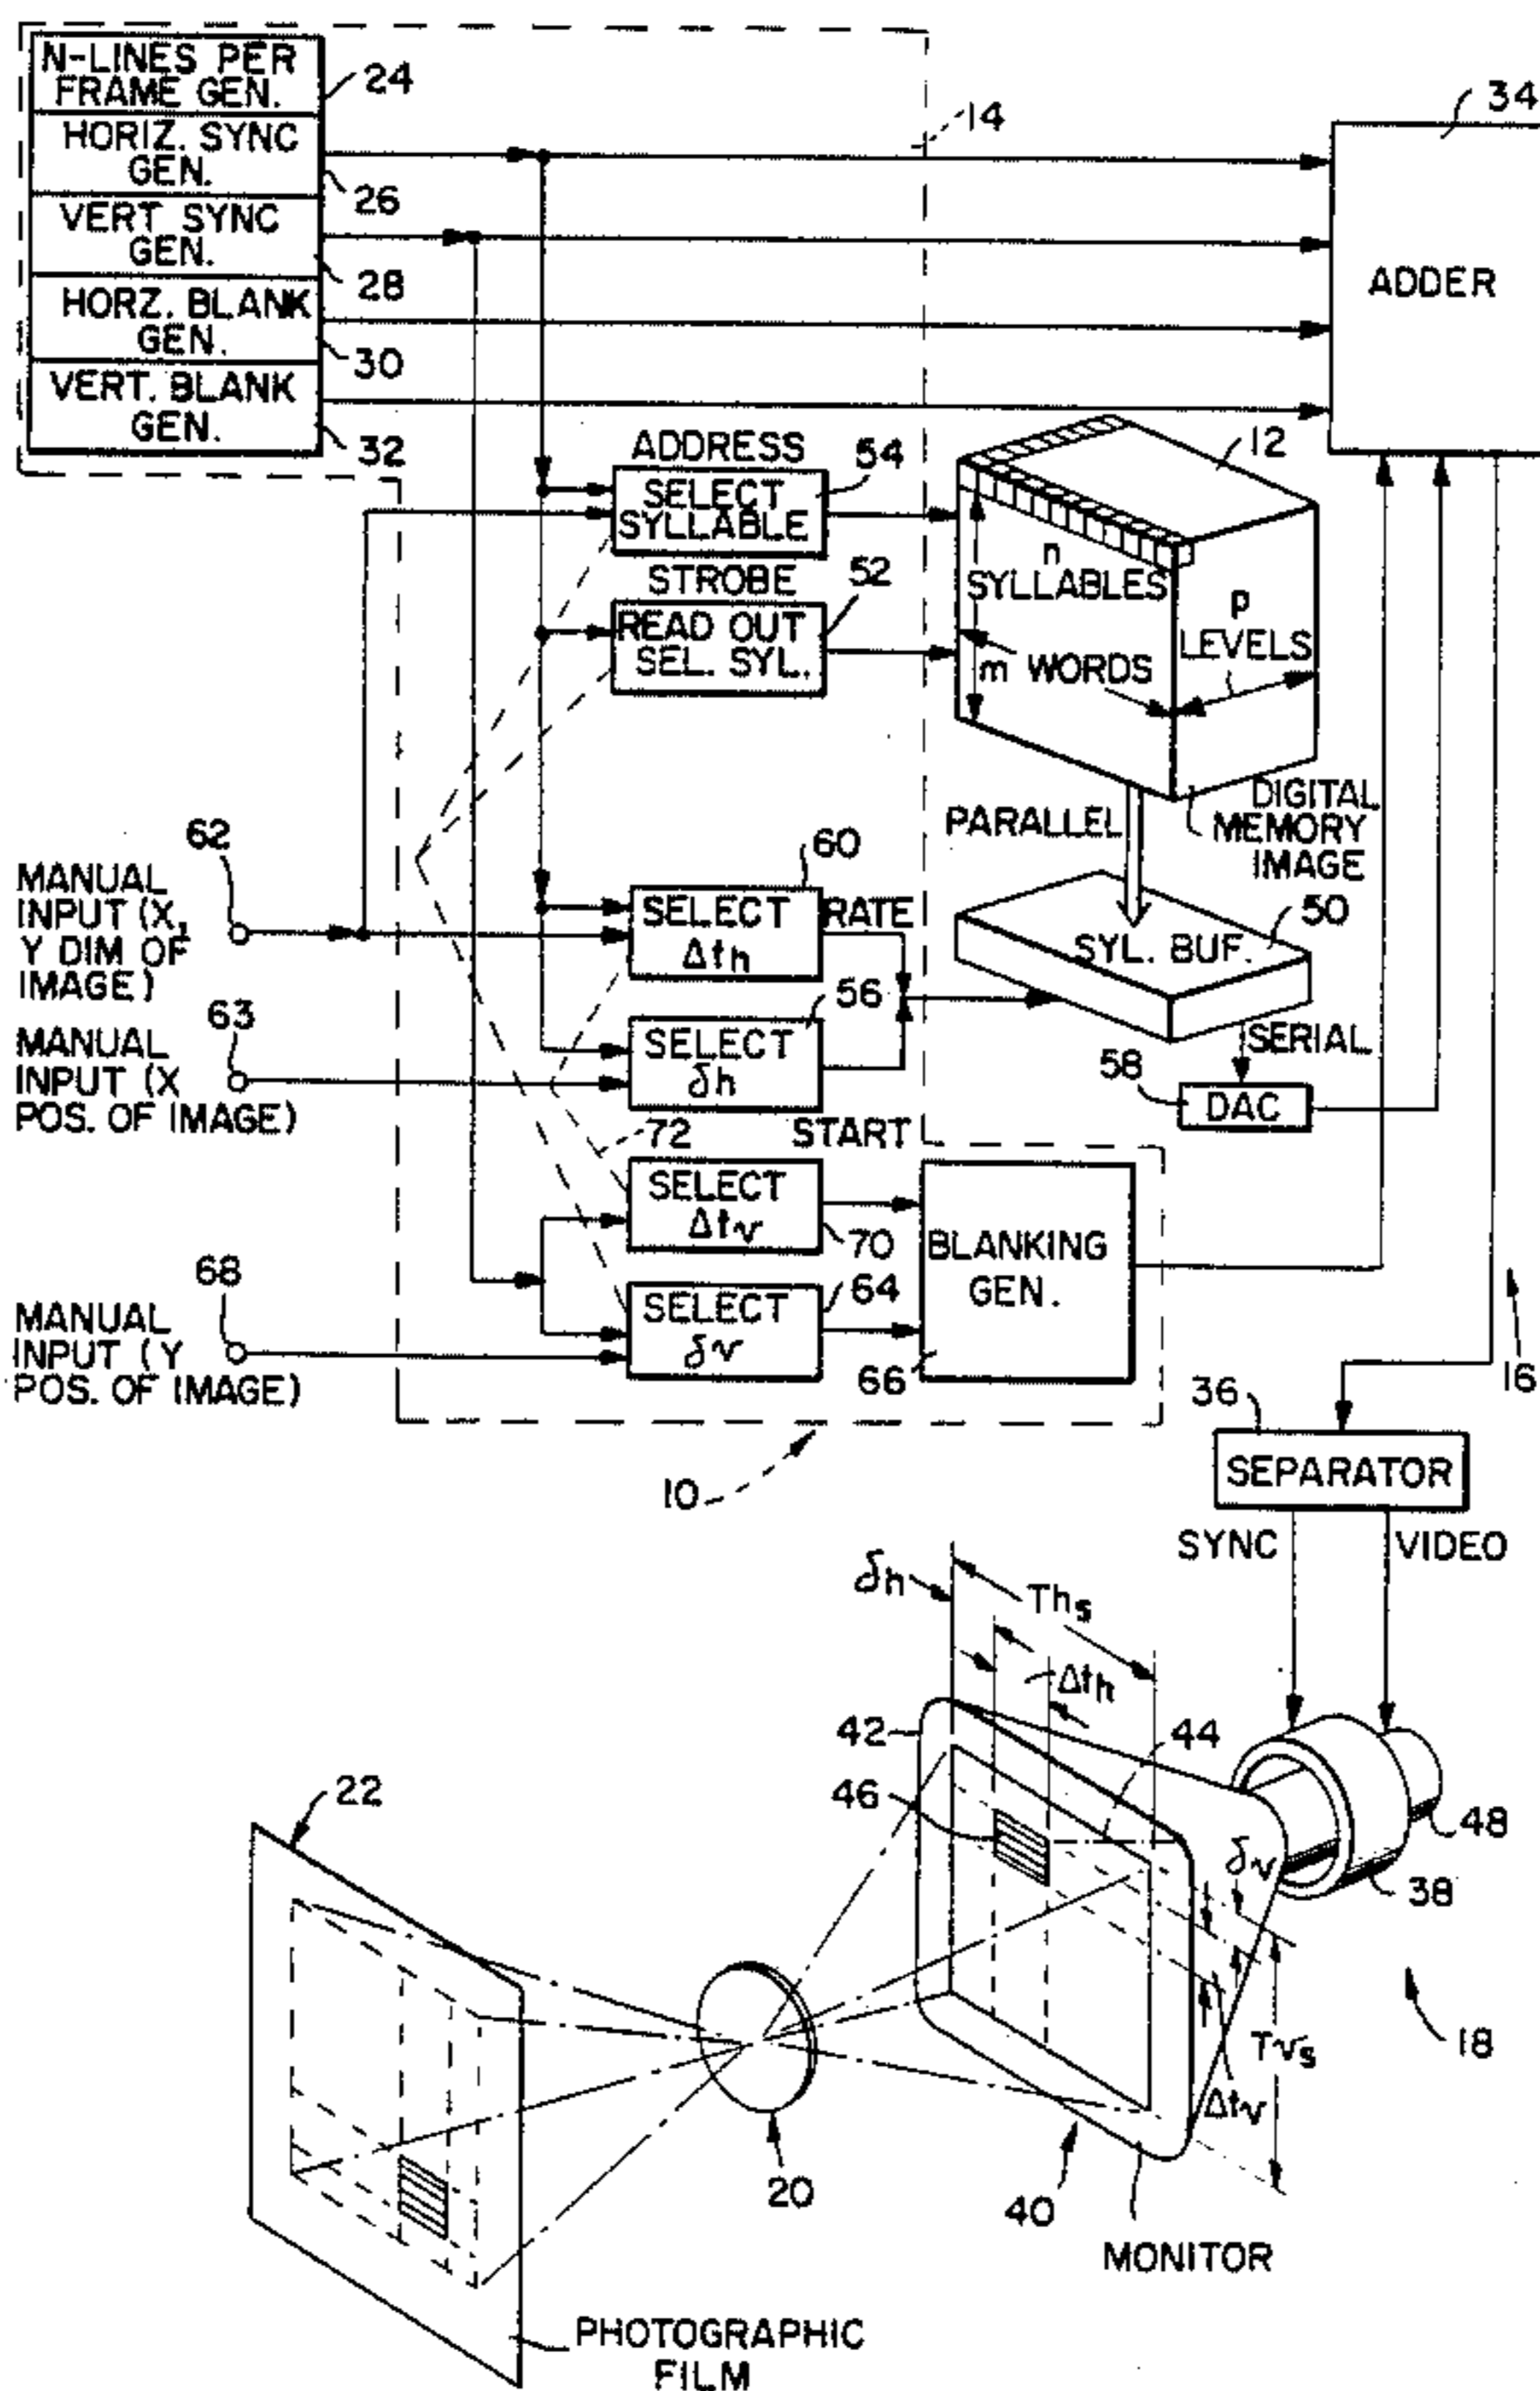 N-LINES PER
FRAME GEN.
24
HORIZ. SYNC
GEN.
26
VERT. SYNC
GEN.
28
HORZ. BLANK
GEN.
30
VERT. BLANK
GEN.
32
14
34
ADDER
ADDRESS
54
SELECT
SYLLABLE
STROBE
52
READ OUT
SEL. SYL.
12
n
SYLLABLES
p
LEVELS
m WORDS
DIGITAL
MEMORY
IMAGE
PARALLEL
62
MANUAL
INPUT (X,
Y DIM OF
IMAGE)
60
SELECT
Δth
RATE
50
SYL. BUF.
63
MANUAL
INPUT (X
POS. OF IMAGE)
56
SELECT
δh
START
SERIAL
58
DAC
72
SELECT
Δtv
70
BLANKING
GEN.
66
68
MANUAL
INPUT (Y
POS. OF IMAGE)
64
SELECT
δv
16
36
SEPARATOR
SYNC
VIDEO
10
δh
Ths
Δth
42
44
46
48
38
δv
Tvs
Δtv
18
22
20
40
MONITOR
PHOTOGRAPHIC
FILM